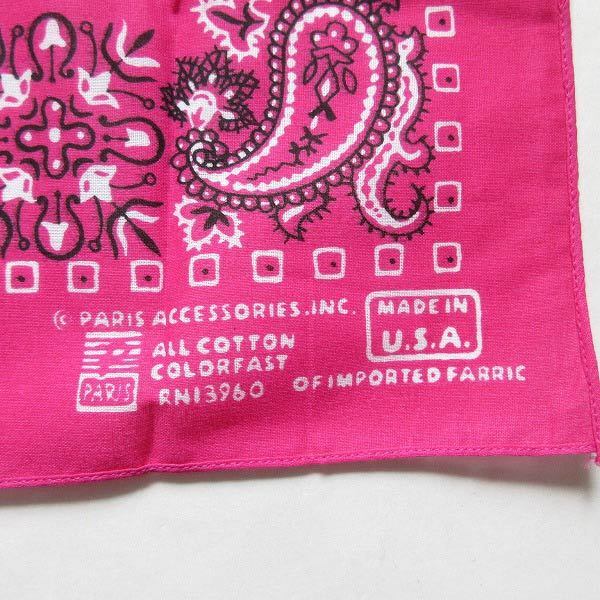 © PARIS ACCESSORIES.INC.
MADE IN
U.S.A.
ALL COTTON
COLORFAST
PARIS
RN13960
OF IMPORTED FABRIC